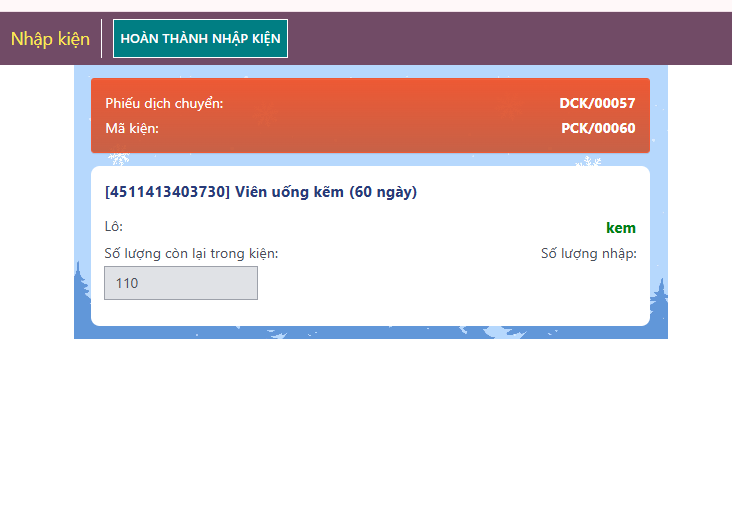 Nhập kiện
HOÀN THÀNH NHẬP KIỆN
Phiếu dịch chuyển: DCK/00057
Mã kiện: PCK/00060
[4511413403730] Viên uống kẽm (60 ngày)
Lô: kem
Số lượng còn lại trong kiện: Số lượng nhập:
110